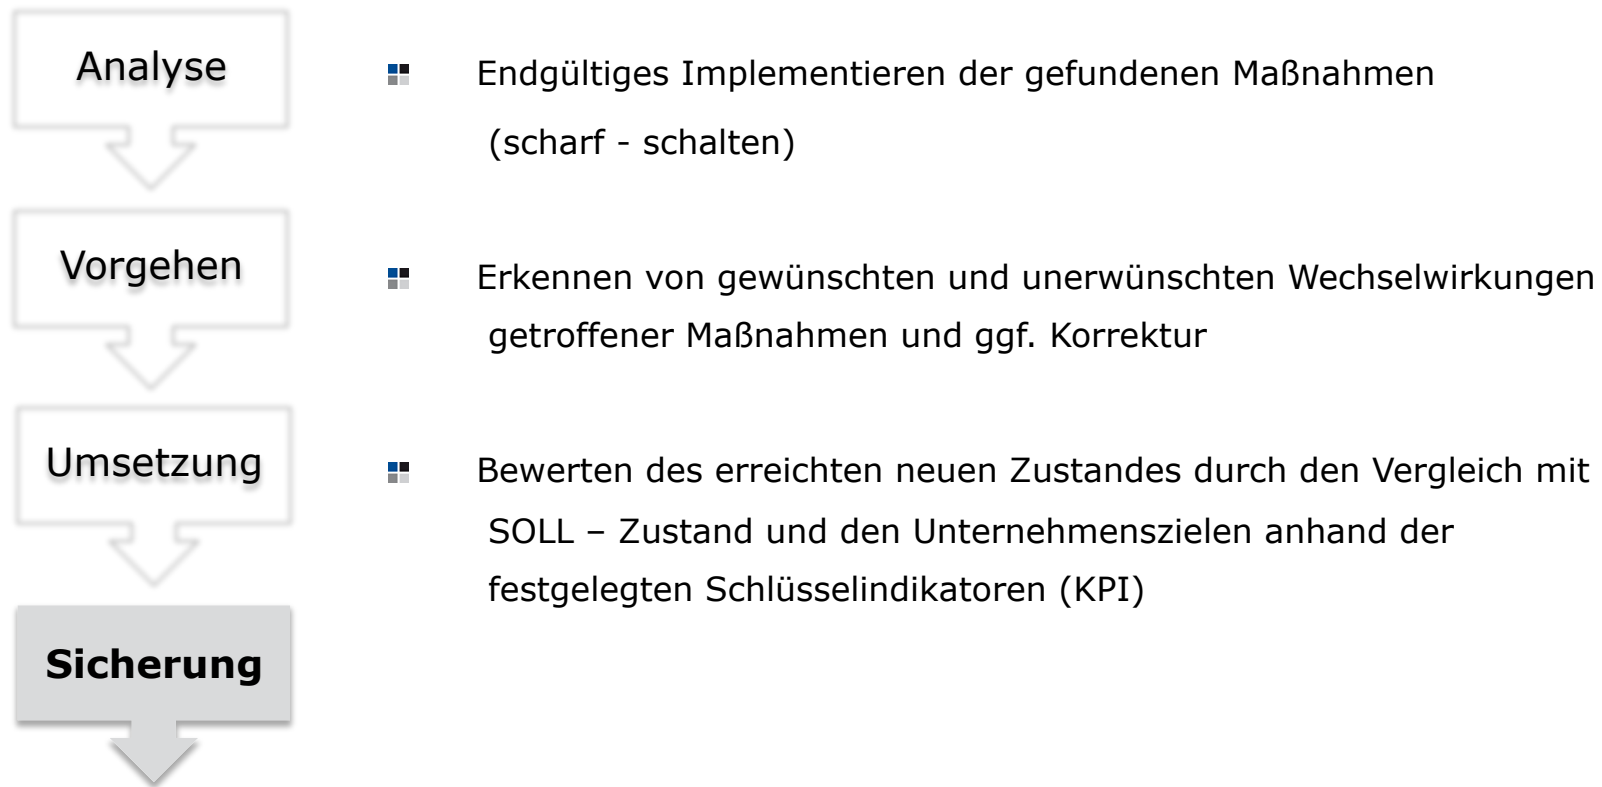 Analyse
Vorgehen
Umsetzung
Sicherung
Endgültiges Implementieren der gefundenen Maßnahmen
(scharf - schalten)
Erkennen von gewünschten und unerwünschten Wechselwirkungen
getroffener Maßnahmen und ggf. Korrektur
Bewerten des erreichten neuen Zustandes durch den Vergleich mit
SOLL – Zustand und den Unternehmenszielen anhand der
festgelegten Schlüsselindikatoren (KPI)